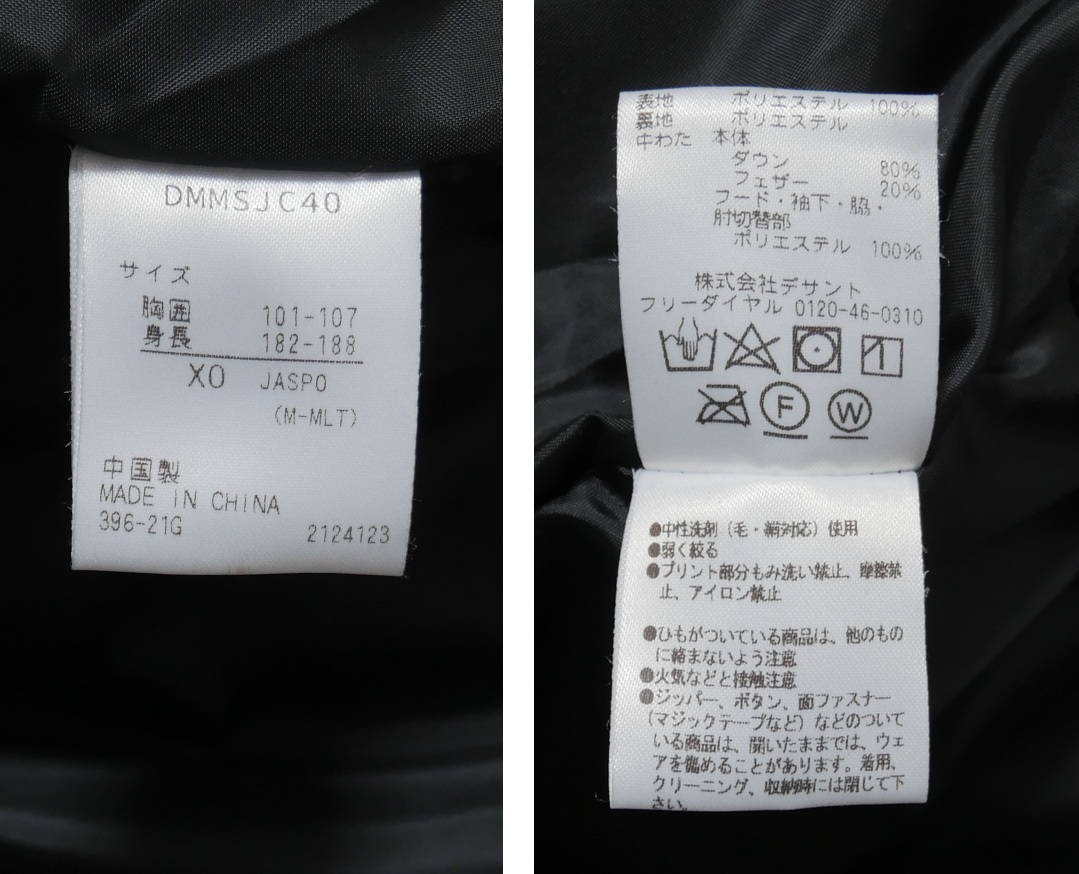 DMMSJC40
サイズ
胸囲 101-107
身長 182-188
XO JASPO
(M-MLT)
中国製
MADE IN CHINA
396-21G 2124123
表地 ポリエステル 100%
裏地 ポリエステル
中わた 本体
ダウン 80%
フェザー 20%
フード・袖下・脇・
肘切替部
ポリエステル 100%
株式会社デサント
フリーダイヤル 0120-46-0310
F W
●中性洗剤（毛・絹対応）使用
●弱く絞る
●プリント部分もみ洗い禁止、摩擦禁
止、アイロン禁止
●ひもがついている商品は、他のもの
に絡まないよう注意
●火気などと接触注意
●ジッパー、ボタン、面ファスナー
（マジックテープなど）などのついて
いる商品は、開いたままでは、ウェ
アを傷めることがあります。着用、
クリーニング、収納時には閉じて下
さい。